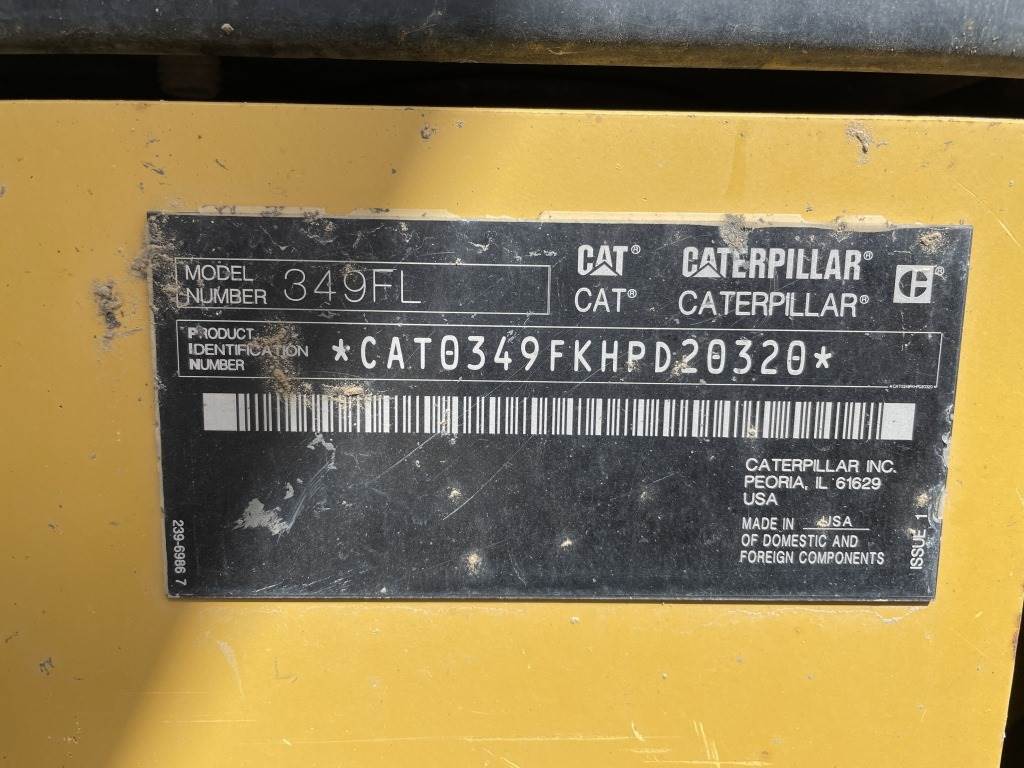 MODEL NUMBER 349FL
CAT® CATERPILLAR®
CAT® CATERPILLAR®
PRODUCT IDENTIFICATION NUMBER *CAT0349FKHPD20320*
*CAT0349FKHPD20320*
CATERPILLAR INC.
PEORIA, IL 61629
USA
MADE IN USA
OF DOMESTIC AND
FOREIGN COMPONENTS
239-6986 7
ISSUE 1